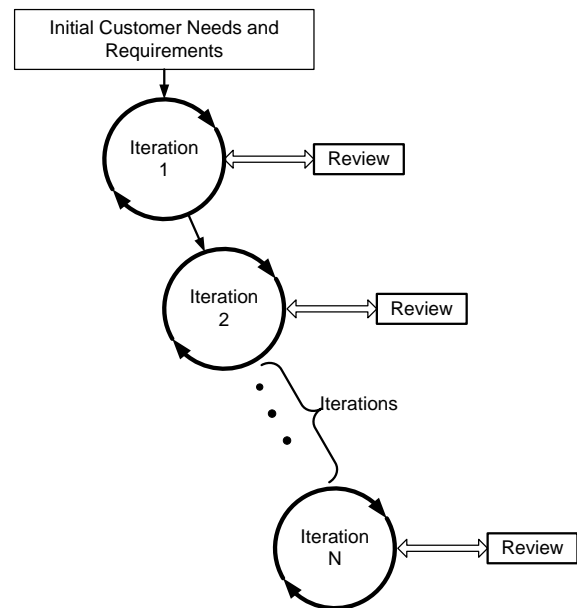 Initial Customer Needs and
Requirements
Iteration
1
Review
Iteration
2
Review
Iterations
Iteration
N
Review